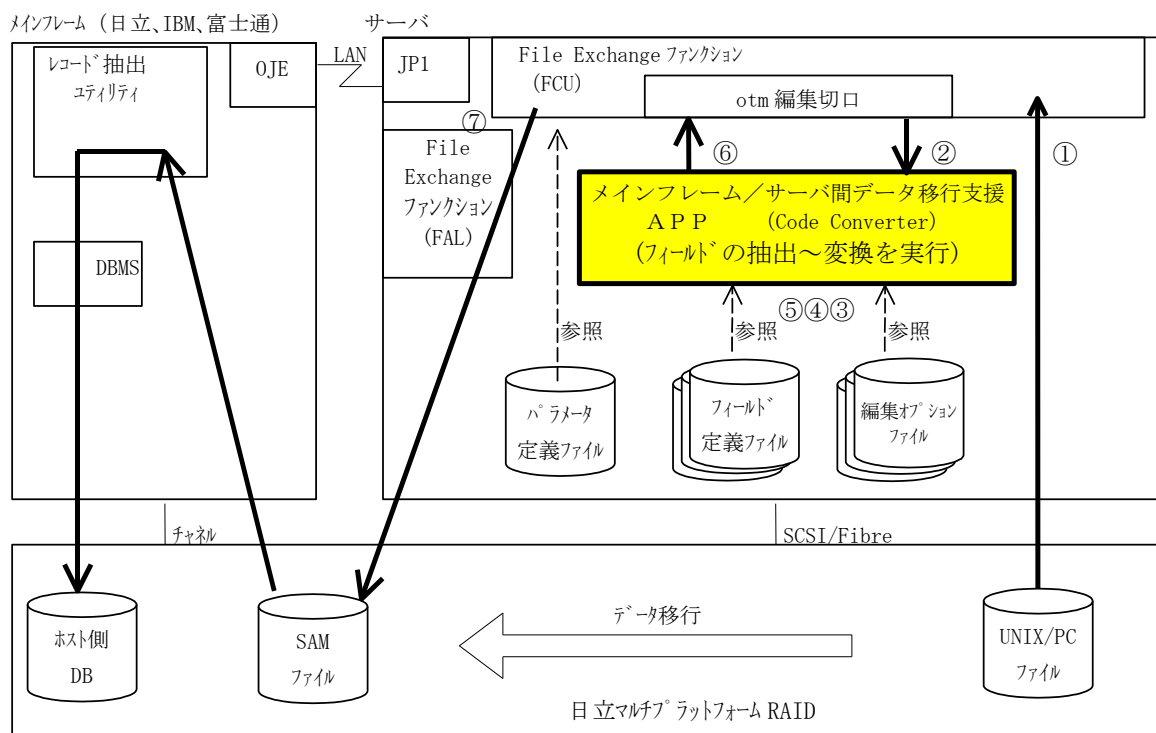 メインフレーム（日立、IBM、富士通）
サーバ
レコード抽出
ユティリティ
OJE
LAN
JP1
File Exchange ファンクション
(FCU)
otm 編集切口
⑦
File
Exchange
ファンクション
(FAL)
⑥
②
①
メインフレーム／サーバ間データ移行支援
ＡＰＰ (Code Converter)
(フィールドの抽出～変換を実行)
DBMS
⑤④③
参照
参照
参照
パラメータ
定義ファイル
フィールド
定義ファイル
編集オプション
ファイル
チャネル
SCSI/Fibre
ホスト側
DB
SAM
ファイル
データ移行
UNIX/PC
ファイル
日立マルチプラットフォーム RAID